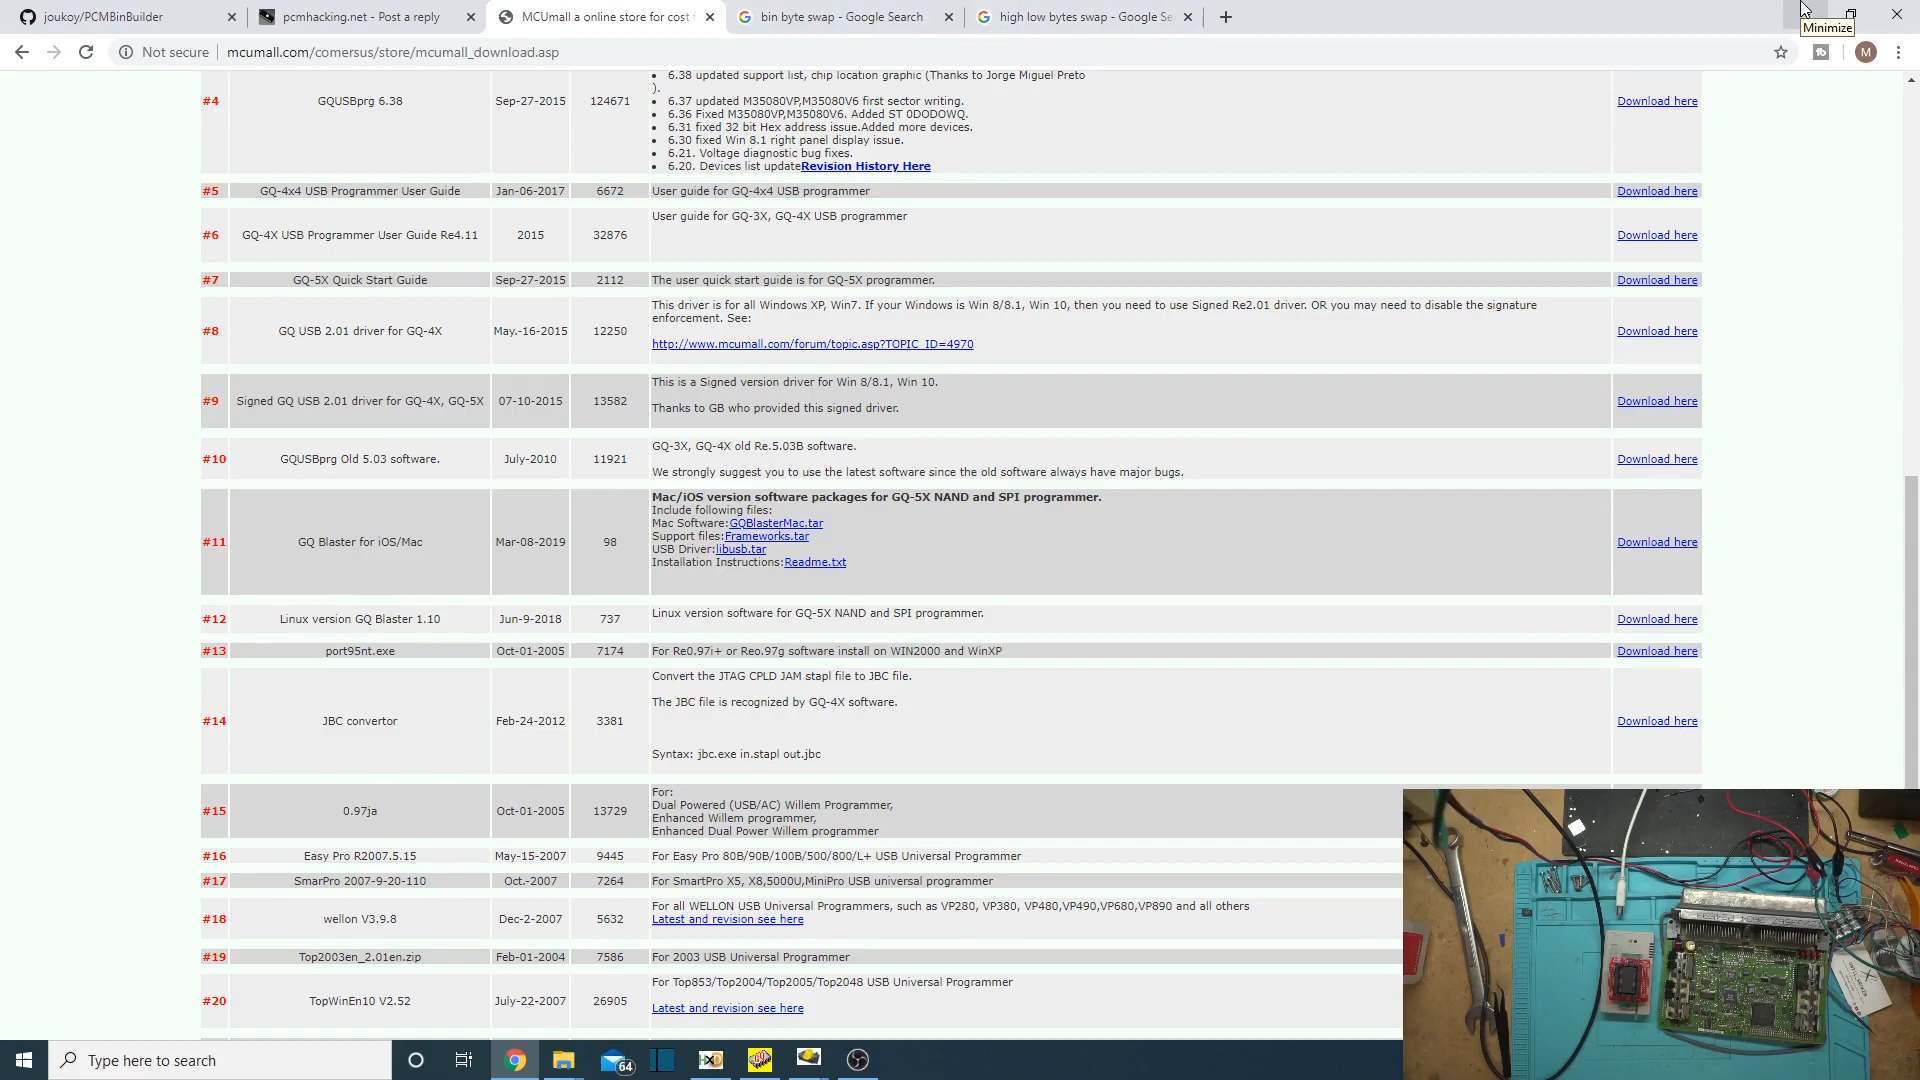 joukoy/PCMBinBuilder
pcmhacking.net - Post a reply
MCUmall a online store for cost
bin byte swap - Google Search
high low bytes swap - Google Se
Minimize
Not secure
mcumall.com/comersus/store/mcumall_download.asp
M
#4
GQUSBprg 6.38
Sep-27-2015
124671
• 6.38 updated support list, chip location graphic (Thanks to Jorge Miguel Preto
).
• 6.37 updated M35080VP,M35080V6 first sector writing.
• 6.36 Fixed M35080VP,M35080V6. Added ST 0DODOWQ.
• 6.31 fixed 32 bit Hex address issue.Added more devices.
• 6.30 fixed Win 8.1 right panel display issue.
• 6.21. Voltage diagnostic bug fixes.
• 6.20. Devices list updateRevision History Here
Download here
#5
GQ-4x4 USB Programmer User Guide
Jan-06-2017
6672
User guide for GQ-4x4 USB programmer
Download here
#6
GQ-4X USB Programmer User Guide Re4.11
2015
32876
User guide for GQ-3X, GQ-4X USB programmer
Download here
#7
GQ-5X Quick Start Guide
Sep-27-2015
2112
The user quick start guide is for GQ-5X programmer.
Download here
#8
GQ USB 2.01 driver for GQ-4X
May.-16-2015
12250
This driver is for all Windows XP, Win7. If your Windows is Win 8/8.1, Win 10, then you need to use Signed Re2.01 driver. OR you may need to disable the signature
enforcement. See:
http://www.mcumall.com/forum/topic.asp?TOPIC_ID=4970
Download here
#9
Signed GQ USB 2.01 driver for GQ-4X, GQ-5X
07-10-2015
13582
This is a Signed version driver for Win 8/8.1, Win 10.
Thanks to GB who provided this signed driver.
Download here
#10
GQUSBprg Old 5.03 software.
July-2010
11921
GQ-3X, GQ-4X old Re.5.03B software.
We strongly suggest you to use the latest software since the old software always have major bugs.
Download here
#11
GQ Blaster for iOS/Mac
Mar-08-2019
98
Mac/iOS version software packages for GQ-5X NAND and SPI programmer.
Include following files:
Mac Software:GQBlasterMac.tar
Support files:Frameworks.tar
USB Driver:libusb.tar
Installation Instructions:Readme.txt
Download here
#12
Linux version GQ Blaster 1.10
Jun-9-2018
737
Linux version software for GQ-5X NAND and SPI programmer.
Download here
#13
port95nt.exe
Oct-01-2005
7174
For Re0.97i+ or Reo.97g software install on WIN2000 and WinXP
Download here
#14
JBC convertor
Feb-24-2012
3381
Convert the JTAG CPLD JAM stapl file to JBC file.
The JBC file is recognized by GQ-4X software.
Syntax: jbc.exe in.stapl out.jbc
Download here
#15
0.97ja
Oct-01-2005
13729
For:
Dual Powered (USB/AC) Willem Programmer,
Enhanced Willem programmer,
Enhanced Dual Power Willem programmer
#16
Easy Pro R2007.5.15
May-15-2007
9445
For Easy Pro 80B/90B/100B/500/800/L+ USB Universal Programmer
#17
SmarPro 2007-9-20-110
Oct.-2007
7264
For SmartPro X5, X8,5000U,MiniPro USB universal programmer
#18
wellon V3.9.8
Dec-2-2007
5632
For all WELLON USB Universal Programmers, such as VP280, VP380, VP480,VP490,VP680,VP890 and all others
Latest and revision see here
#19
Top2003en_2.01en.zip
Feb-01-2004
7586
For 2003 USB Universal Programmer
#20
TopWinEn10 V2.52
July-22-2007
26905
For Top853/Top2004/Top2005/Top2048 USB Universal Programmer
Latest and revision see here
Type here to search
64